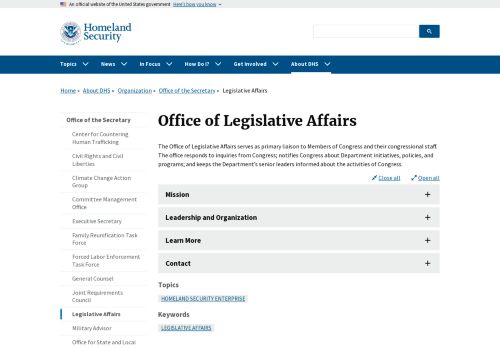 An official website of the United States government Here's how you know
Homeland
Security
Topics News In Focus How Do I? Get Involved About DHS
Home About DHS Organization Office of the Secretary Legislative Affairs
Office of the Secretary
Center for Countering
Human Trafficking
Civil Rights and Civil
Liberties
Climate Change Action
Group
Committee Management
Office
Executive Secretary
Family Reunification Task
Force
Forced Labor Enforcement
Task Force
General Counsel
Joint Requirements
Council
Legislative Affairs
Military Advisor
Office for State and Local
Office of Legislative Affairs
The Office of Legislative Affairs serves as primary liaison to Members of Congress and their congressional staff.
The office responds to inquiries from Congress; notifies Congress about Department initiatives, policies, and
programs; and keeps the Department's senior leaders informed about the activities of Congress.
Close all Open all
Mission +
Leadership and Organization +
Learn More +
Contact +
Topics
HOMELAND SECURITY ENTERPRISE
Keywords
LEGISLATIVE AFFAIRS